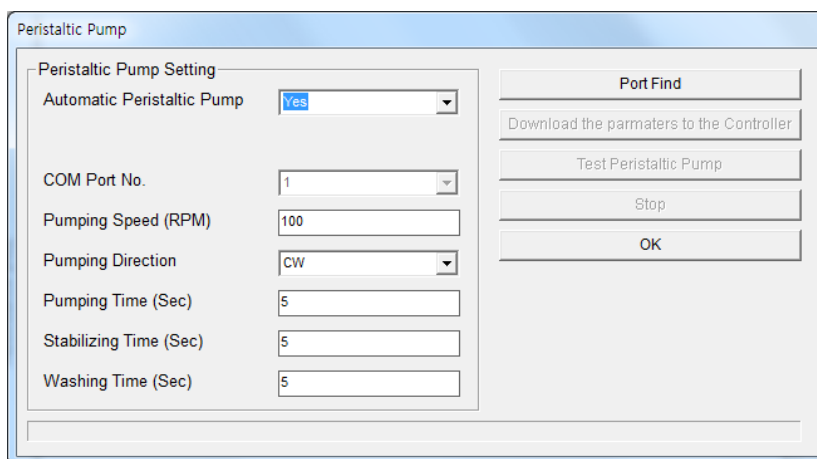 Peristaltic Pump
Peristaltic Pump Setting
Automatic Peristaltic Pump Yes
COM Port No. 1
Pumping Speed (RPM) 100
Pumping Direction CW
Pumping Time (Sec) 5
Stabilizing Time (Sec) 5
Washing Time (Sec) 5
Port Find
Download the parmaters to the Controller
Test Peristaltic Pump
Stop
OK